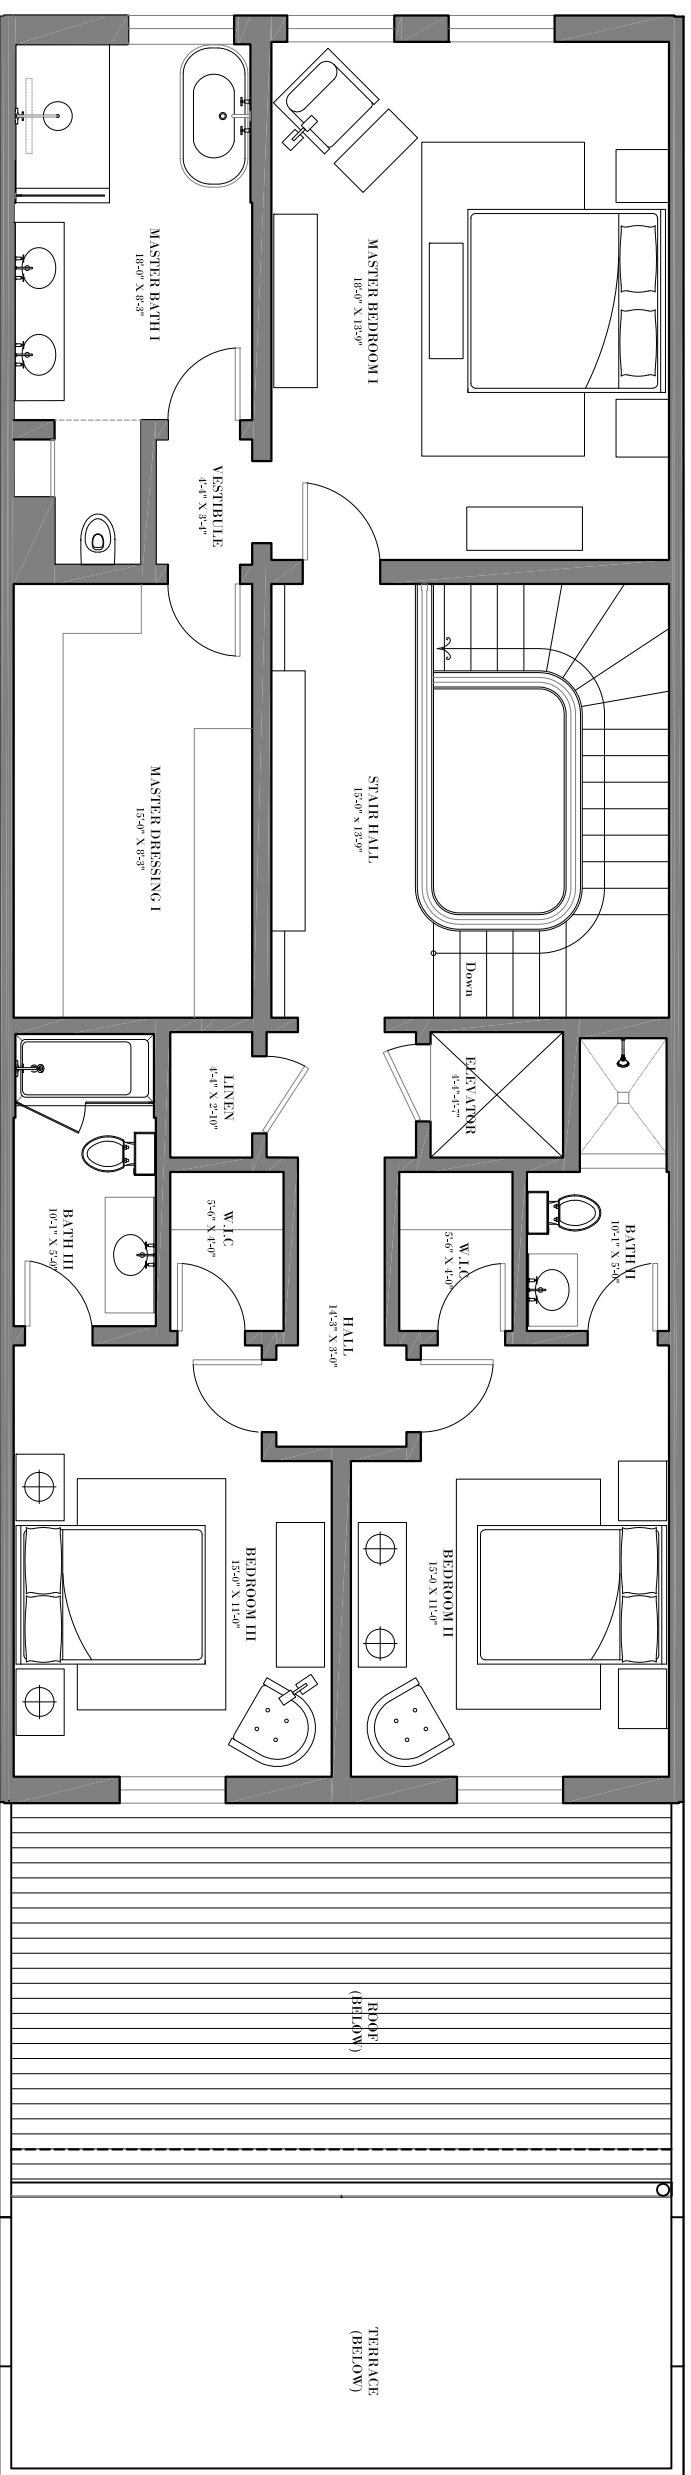 MASTER BATH I
18'-0" X 8'-3"
MASTER BEDROOM I
18'-0" X 13'-9"
VESTIBULE
4'-4" X 3'-4"
STAIR HALL
15'-0" x 13'-9"
MASTER DRESSING I
15'-0" X 8'-3"
Down
ELEVATOR
4'-4"-4'-7"
LINEN
4'-4" X 2'-10"
W.I.C
5'-6" X 4'-0"
W.I.C
5'-6" X 4'-0"
BATH II
10'-1" X 5'-0"
BATH III
10'-1" X 5'-0"
HALL
14'-3" X 3'-0"
BEDROOM II
15'-0 X 11'-0"
BEDROOM III
15'-0" X 11'-0"
ROOF
(BELOW)
TERRACE
(BELOW)